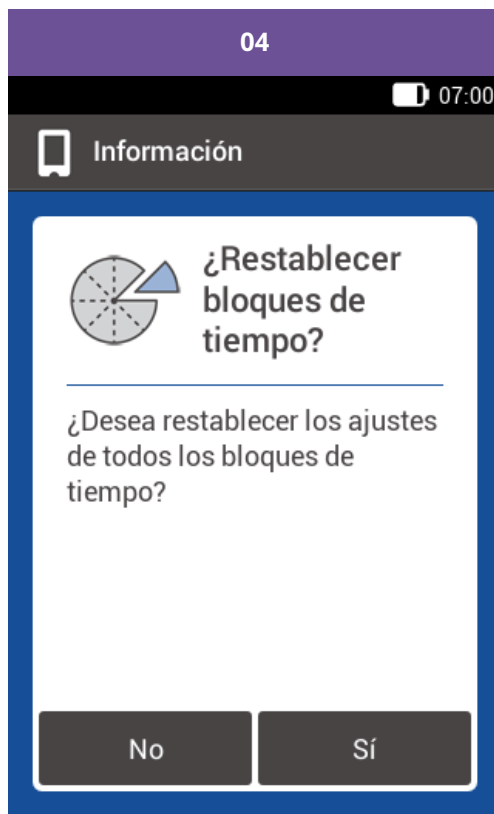 04
07:00
Información
¿Restablecer
bloques de
tiempo?
¿Desea restablecer los ajustes
de todos los bloques de
tiempo?
No
Sí